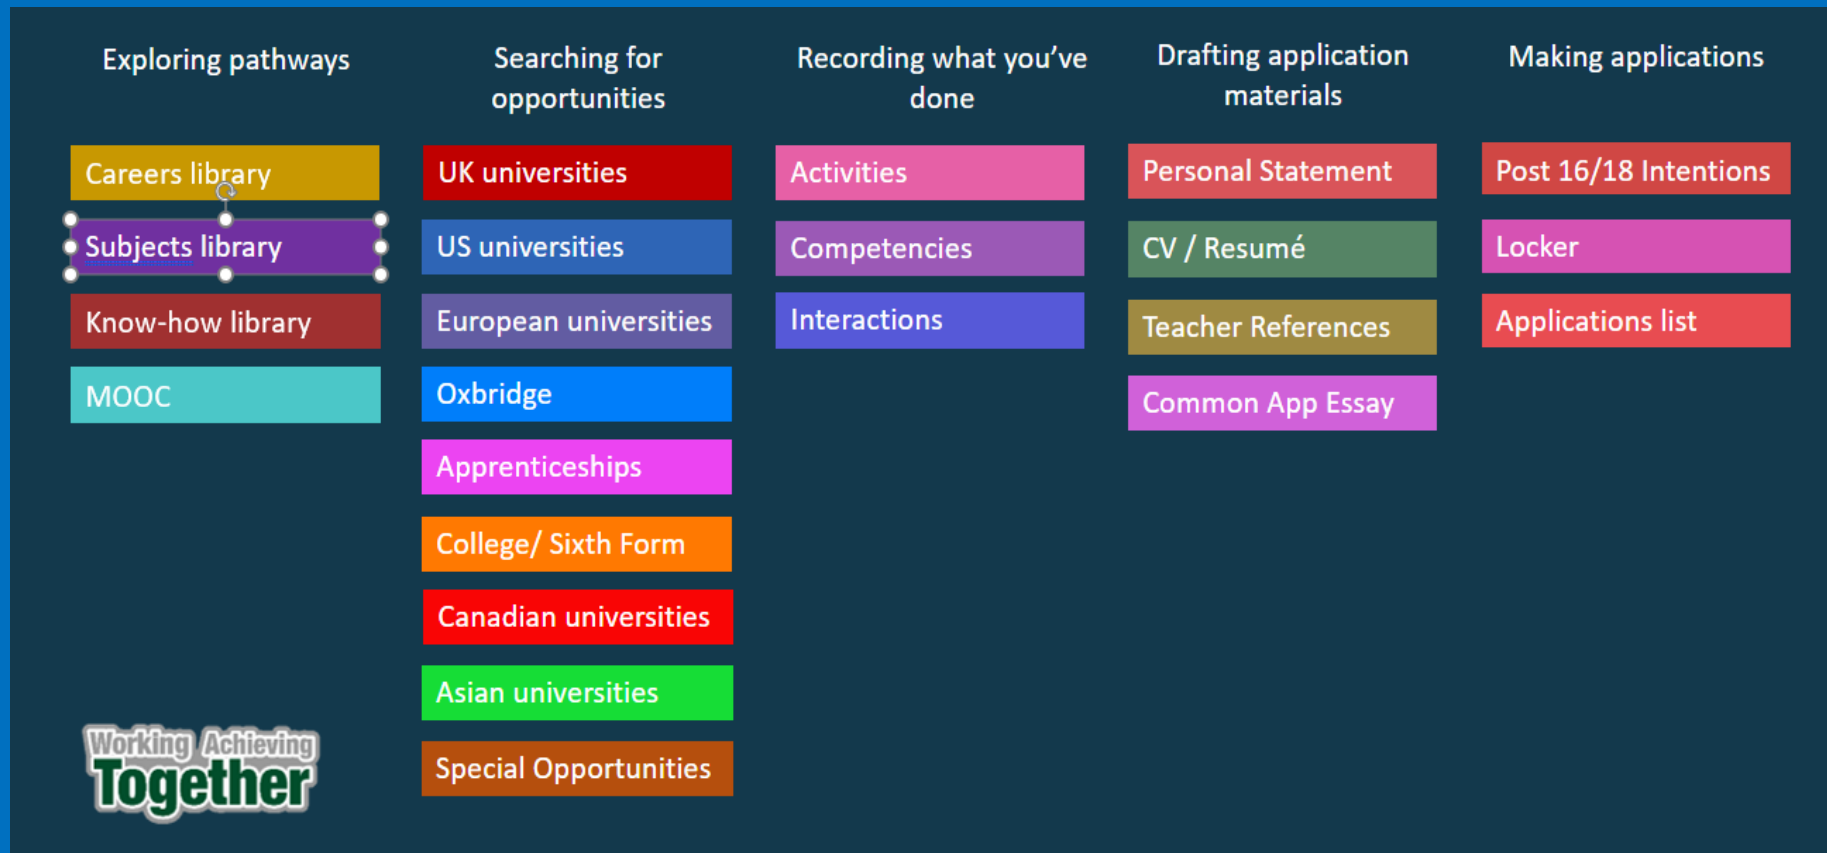 Exploring pathways
Careers library
Subjects library
Know-how library
MOOC
Searching for
opportunities
UK universities
US universities
European universities
Oxbridge
Apprenticeships
College/ Sixth Form
Canadian universities
Asian universities
Special Opportunities
Recording what you’ve
done
Activities
Competencies
Interactions
Drafting application
materials
Personal Statement
CV / Resumé
Teacher References
Common App Essay
Making applications
Post 16/18 Intentions
Locker
Applications list
Working Achieving
Together